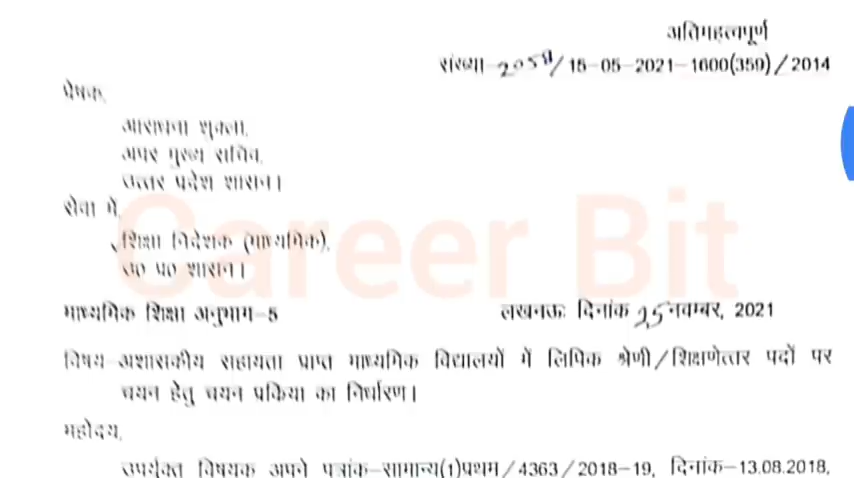 अतिमहत्वपूर्ण
संख्या-2058/15-05-2021-1600(359)/2014
प्रेषक,
आराधना शुक्ला,
अपर मुख्य सचिव,
उत्तर प्रदेश शासन।
सेवा में,
शिक्षा निदेशक (माध्यमिक),
उ० प्र० शासन।
Career Bit
माध्यमिक शिक्षा अनुभाग-5 लखनऊः दिनांक 25 नवम्बर, 2021
विषय-अशासकीय सहायता प्राप्त माध्यमिक विद्यालयों में लिपिक श्रेणी/शिक्षणेत्तर पदों पर
चयन हेतु चयन प्रकिया का निर्धारण।
महोदय,
उपर्युक्त विषयक अपने पत्रांक-सामान्य(1)प्रथम/4363/2018-19, दिनांक-13.08.2018,